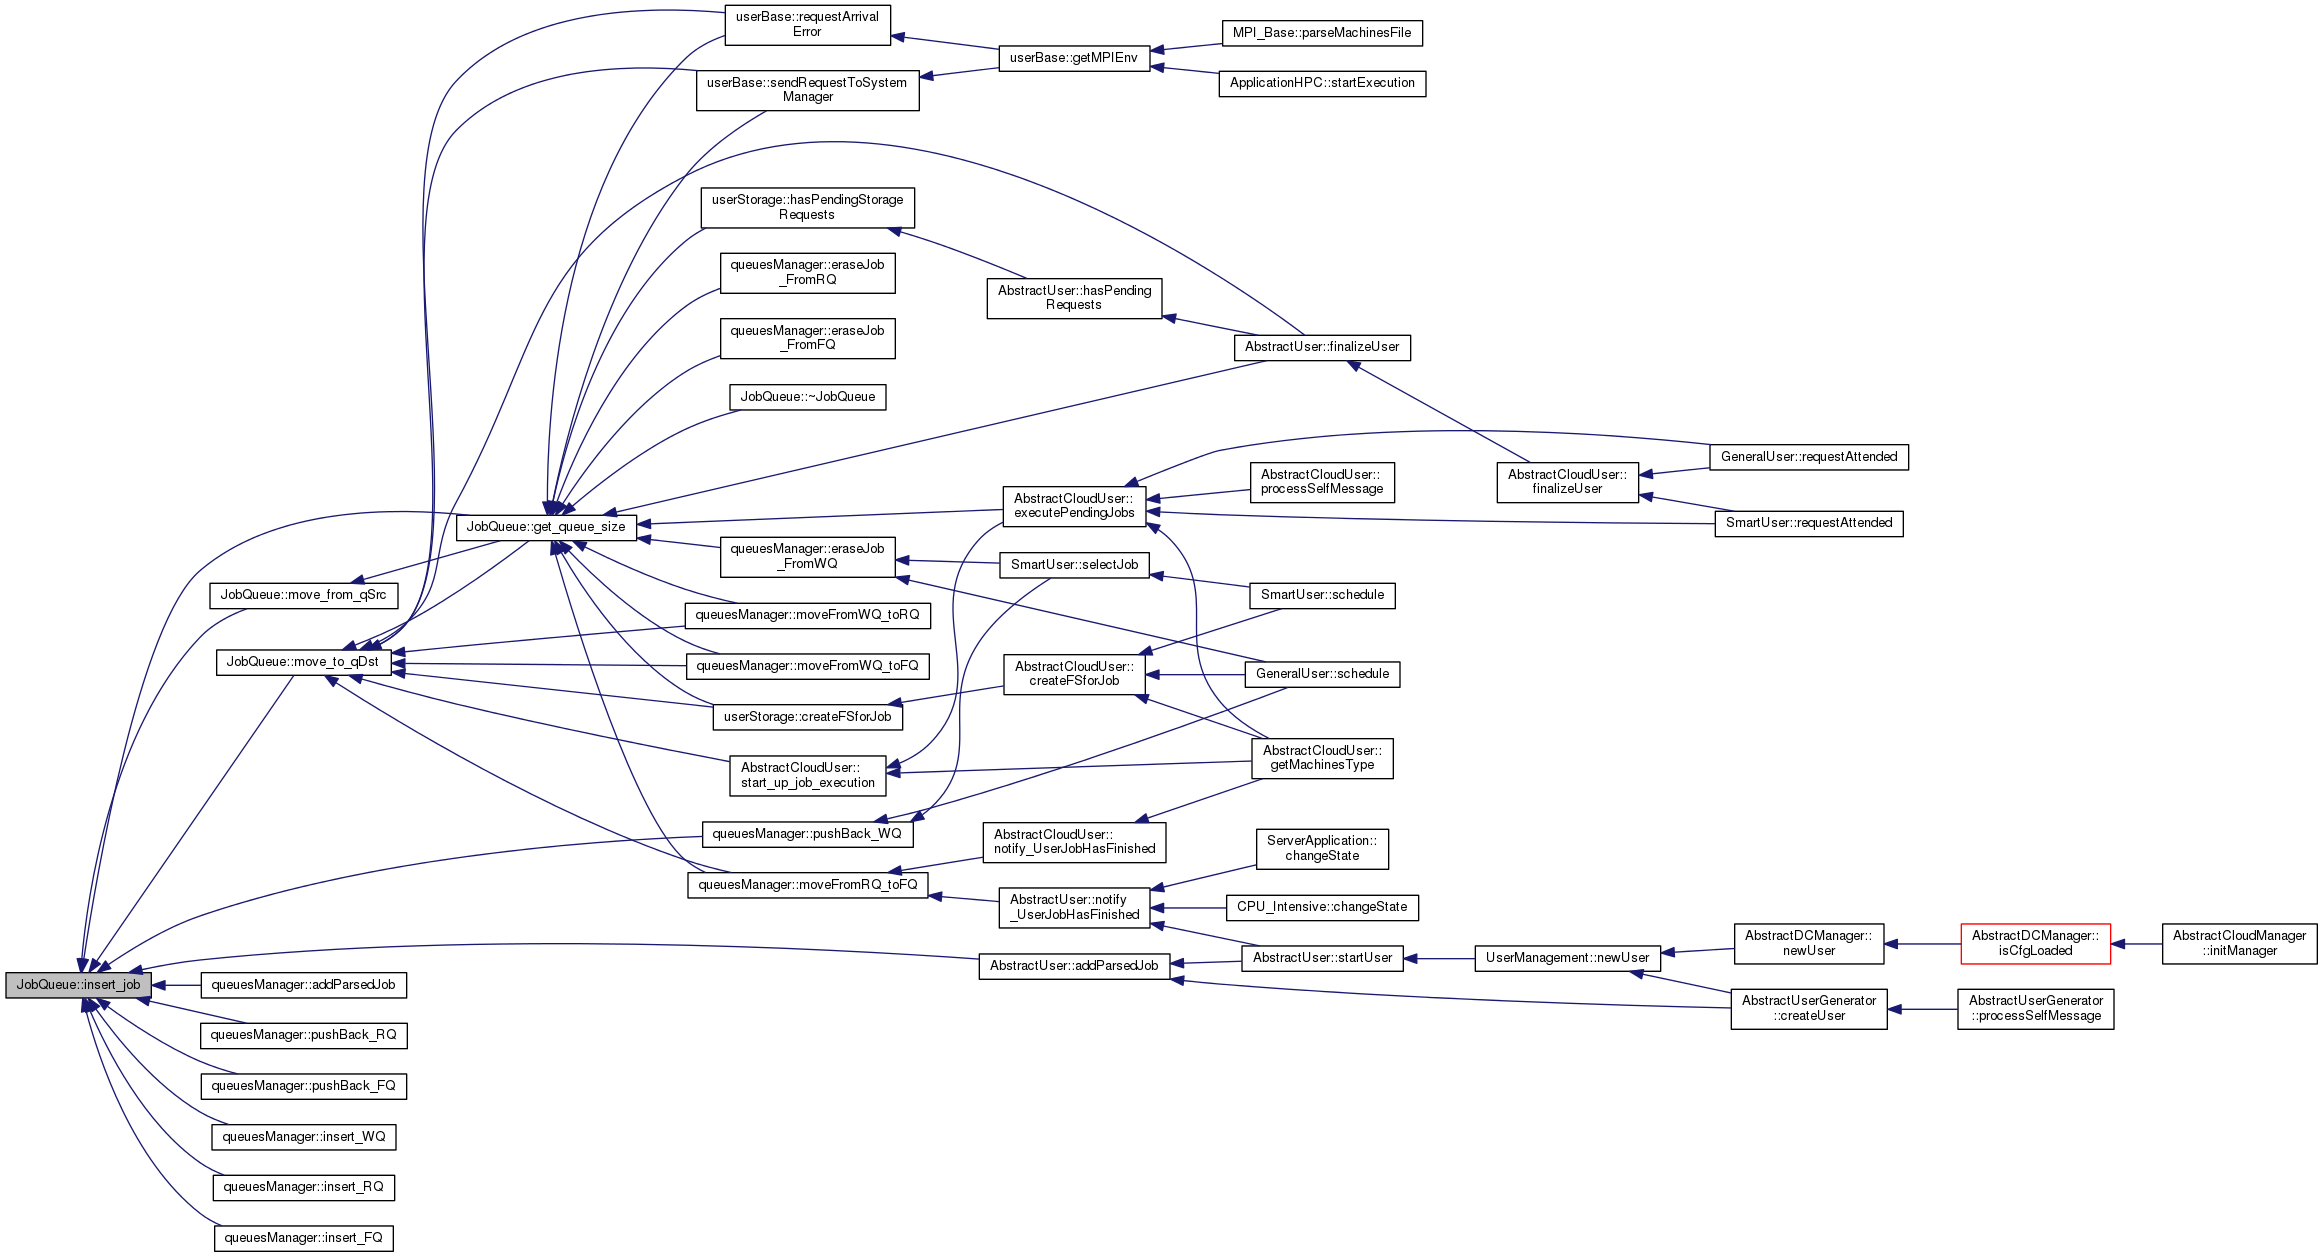 userBase::requestArrival
Error
MPI_Base::parseMachinesFile
userBase::getMPIEnv
userBase::sendRequestToSystem
Manager
ApplicationHPC::startExecution
userStorage::hasPendingStorage
Requests
queuesManager::eraseJob
_FromRQ
AbstractUser::hasPending
Requests
queuesManager::eraseJob
_FromFQ
AbstractUser::finalizeUser
JobQueue::~JobQueue
GeneralUser::requestAttended
AbstractCloudUser::
processSelfMessage
AbstractCloudUser::
finalizeUser
AbstractCloudUser::
executePendingJobs
JobQueue::get_queue_size
SmartUser::requestAttended
queuesManager::eraseJob
_FromWQ
SmartUser::selectJob
JobQueue::move_from_qSrc
SmartUser::schedule
queuesManager::moveFromWQ_toRQ
JobQueue::move_to_qDst
queuesManager::moveFromWQ_toFQ
AbstractCloudUser::
createFSforJob
GeneralUser::schedule
userStorage::createFSforJob
AbstractCloudUser::
getMachinesType
AbstractCloudUser::
start_up_job_execution
queuesManager::pushBack_WQ
AbstractCloudUser::
notify_UserJobHasFinished
ServerApplication::
changeState
queuesManager::moveFromRQ_toFQ
AbstractUser::notify
_UserJobHasFinished
CPU_Intensive::changeState
AbstractDCManager::
newUser
AbstractDCManager::
isCfgLoaded
AbstractCloudManager
::initManager
AbstractUser::addParsedJob
AbstractUser::startUser
UserManagement::newUser
JobQueue::insert_job
queuesManager::addParsedJob
AbstractUserGenerator
::createUser
AbstractUserGenerator
::processSelfMessage
queuesManager::pushBack_RQ
queuesManager::pushBack_FQ
queuesManager::insert_WQ
queuesManager::insert_RQ
queuesManager::insert_FQ